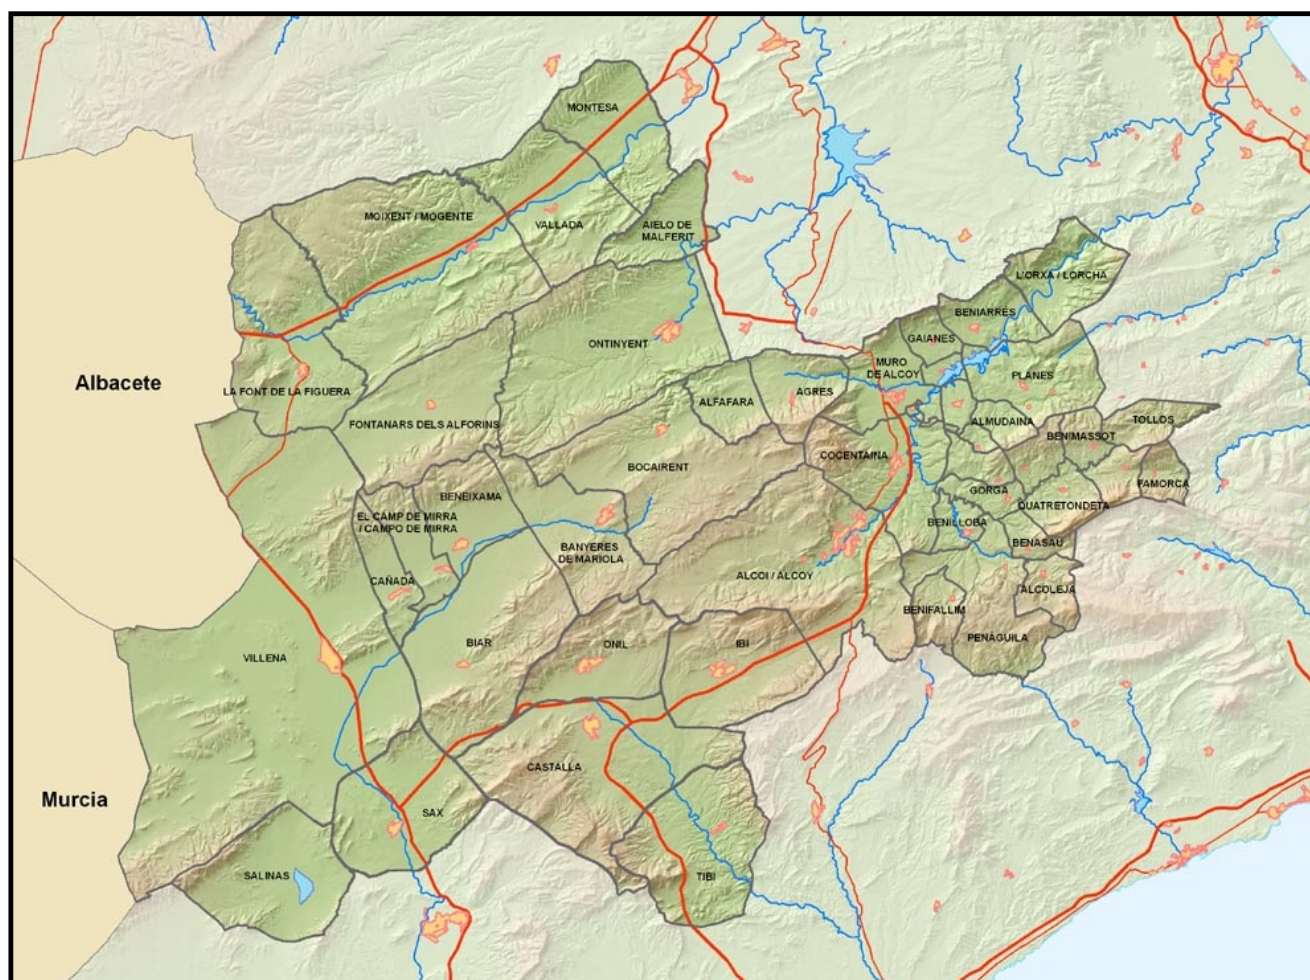 MONTESA
MOIXENT / MOGENTE
VALLADA
AIELO DE
MALFERIT
L'ORXA / LORCHA
BENIARRES
GAIANES
ONTINYENT
MURO
DE ALCOY
PLANES
Albacete
LA FONT DE LA FIGUERA
ALFAFARA
AGRES
FONTANARS DELS ALFORINS
ALMUDAINA
TOLLOS
BENIMASSOT
COCENTAINA
BOCAIRENT
FAMORCA
BENEIXAMA
GORGA
QUATRETONDETA
EL CAMP DE MIRRA
/ CAMPO DE MIRRA
BENILLOBA
BANYERES
DE MARIOLA
BENASAU
CAÑADA
ALCOI / ALCOY
ALCOLEJA
BENIFALLIM
PENÀGUILA
BIAR
ONIL
IBI
VILLENA
CASTALLA
Murcia
SAX
SALINAS
TIBI